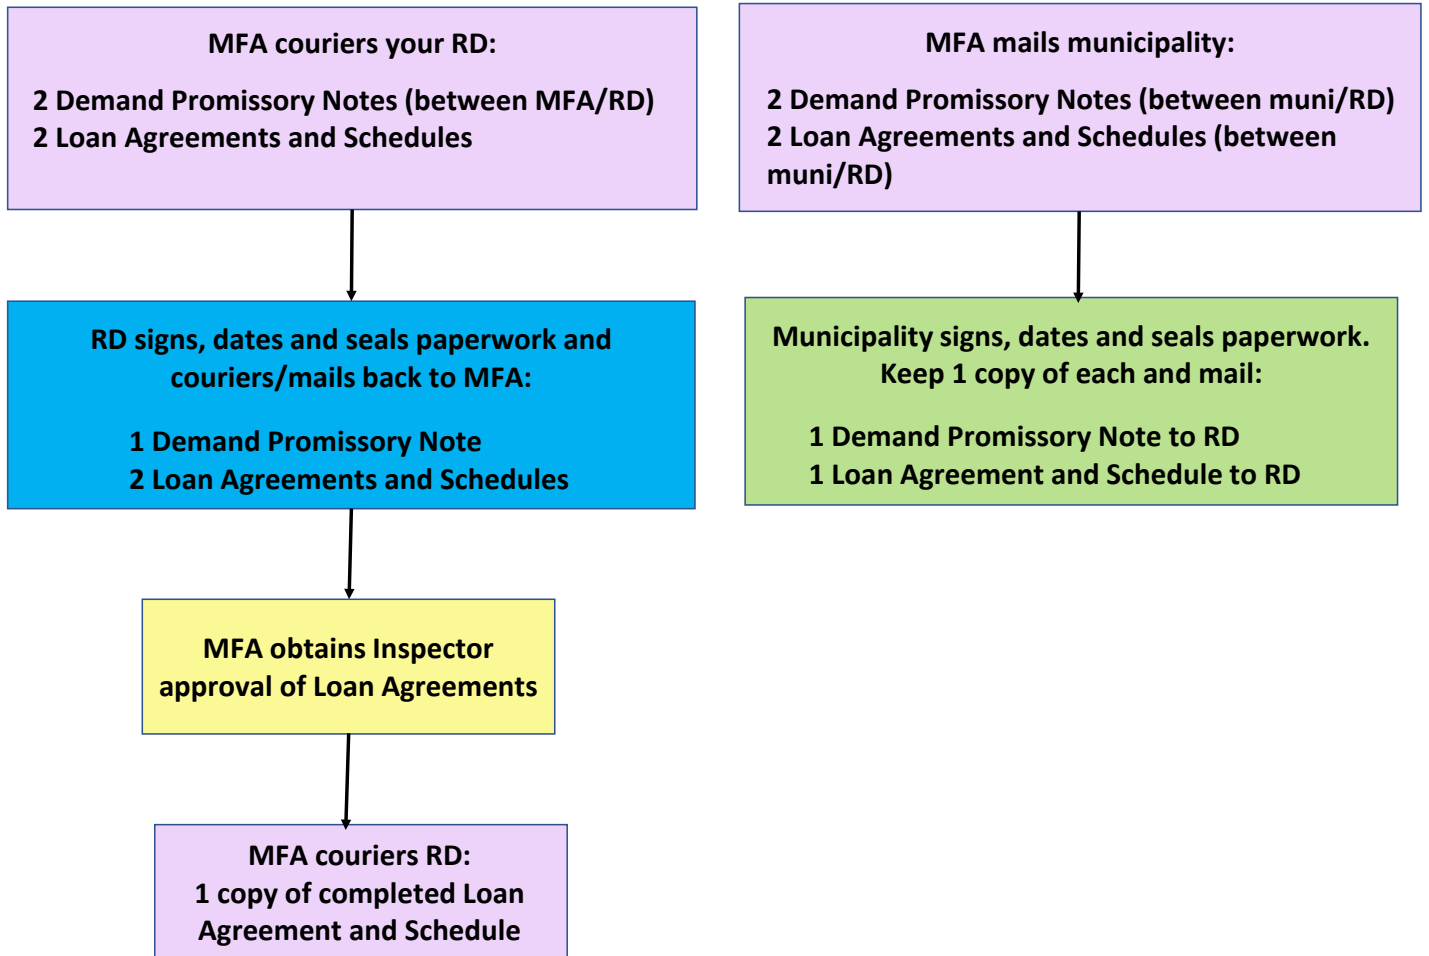 MFA couriers your RD:
2 Demand Promissory Notes (between MFA/RD)
2 Loan Agreements and Schedules
MFA mails municipality:
2 Demand Promissory Notes (between muni/RD)
2 Loan Agreements and Schedules (between
muni/RD)
RD signs, dates and seals paperwork and
couriers/mails back to MFA:
1 Demand Promissory Note
2 Loan Agreements and Schedules
Municipality signs, dates and seals paperwork.
Keep 1 copy of each and mail:
1 Demand Promissory Note to RD
1 Loan Agreement and Schedule to RD
MFA obtains Inspector
approval of Loan Agreements
MFA couriers RD:
1 copy of completed Loan
Agreement and Schedule